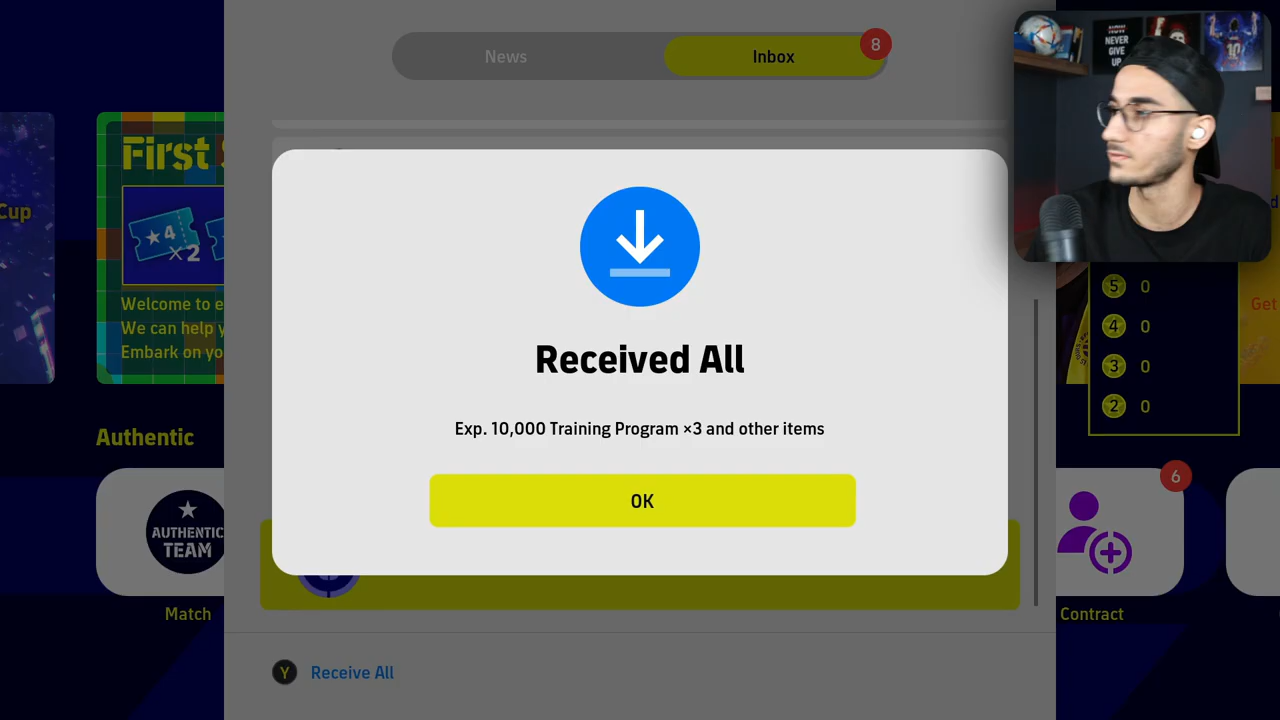 News
Inbox
8
First
Cup
★4
×2
Welcome to e
We can help y
Embark on yo
NEVER
GIVE
UP
10
Received All
Exp. 10,000 Training Program ×3 and other items
OK
5 0
4 0
3 0
2 0
Get
Authentic
AUTHENTIC
TEAM
Match
6
Contract
Y Receive All